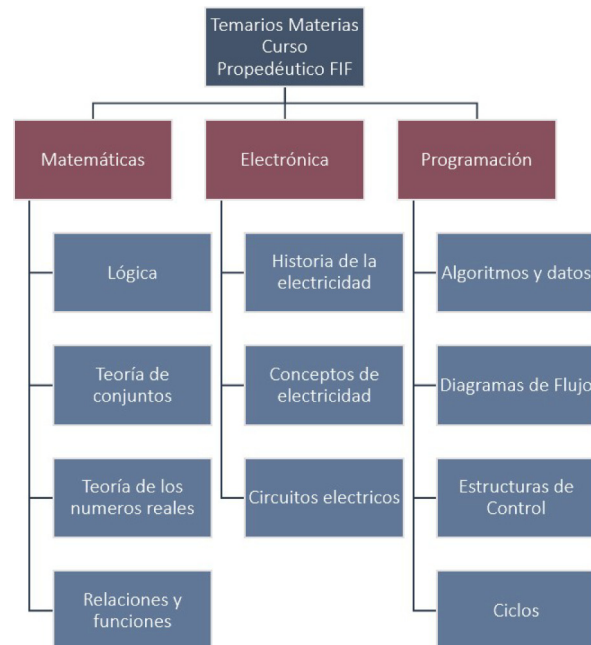 Temarios Materias
Curso
Propedéutico FIF
Matemáticas
Electrónica
Programación
Lógica
Historia de la
electricidad
Algoritmos y datos
Teoría de
conjuntos
Conceptos de
electricidad
Diagramas de Flujo
Teoría de los
numeros reales
Circuitos electricos
Estructuras de
Control
Relaciones y
funciones
Ciclos